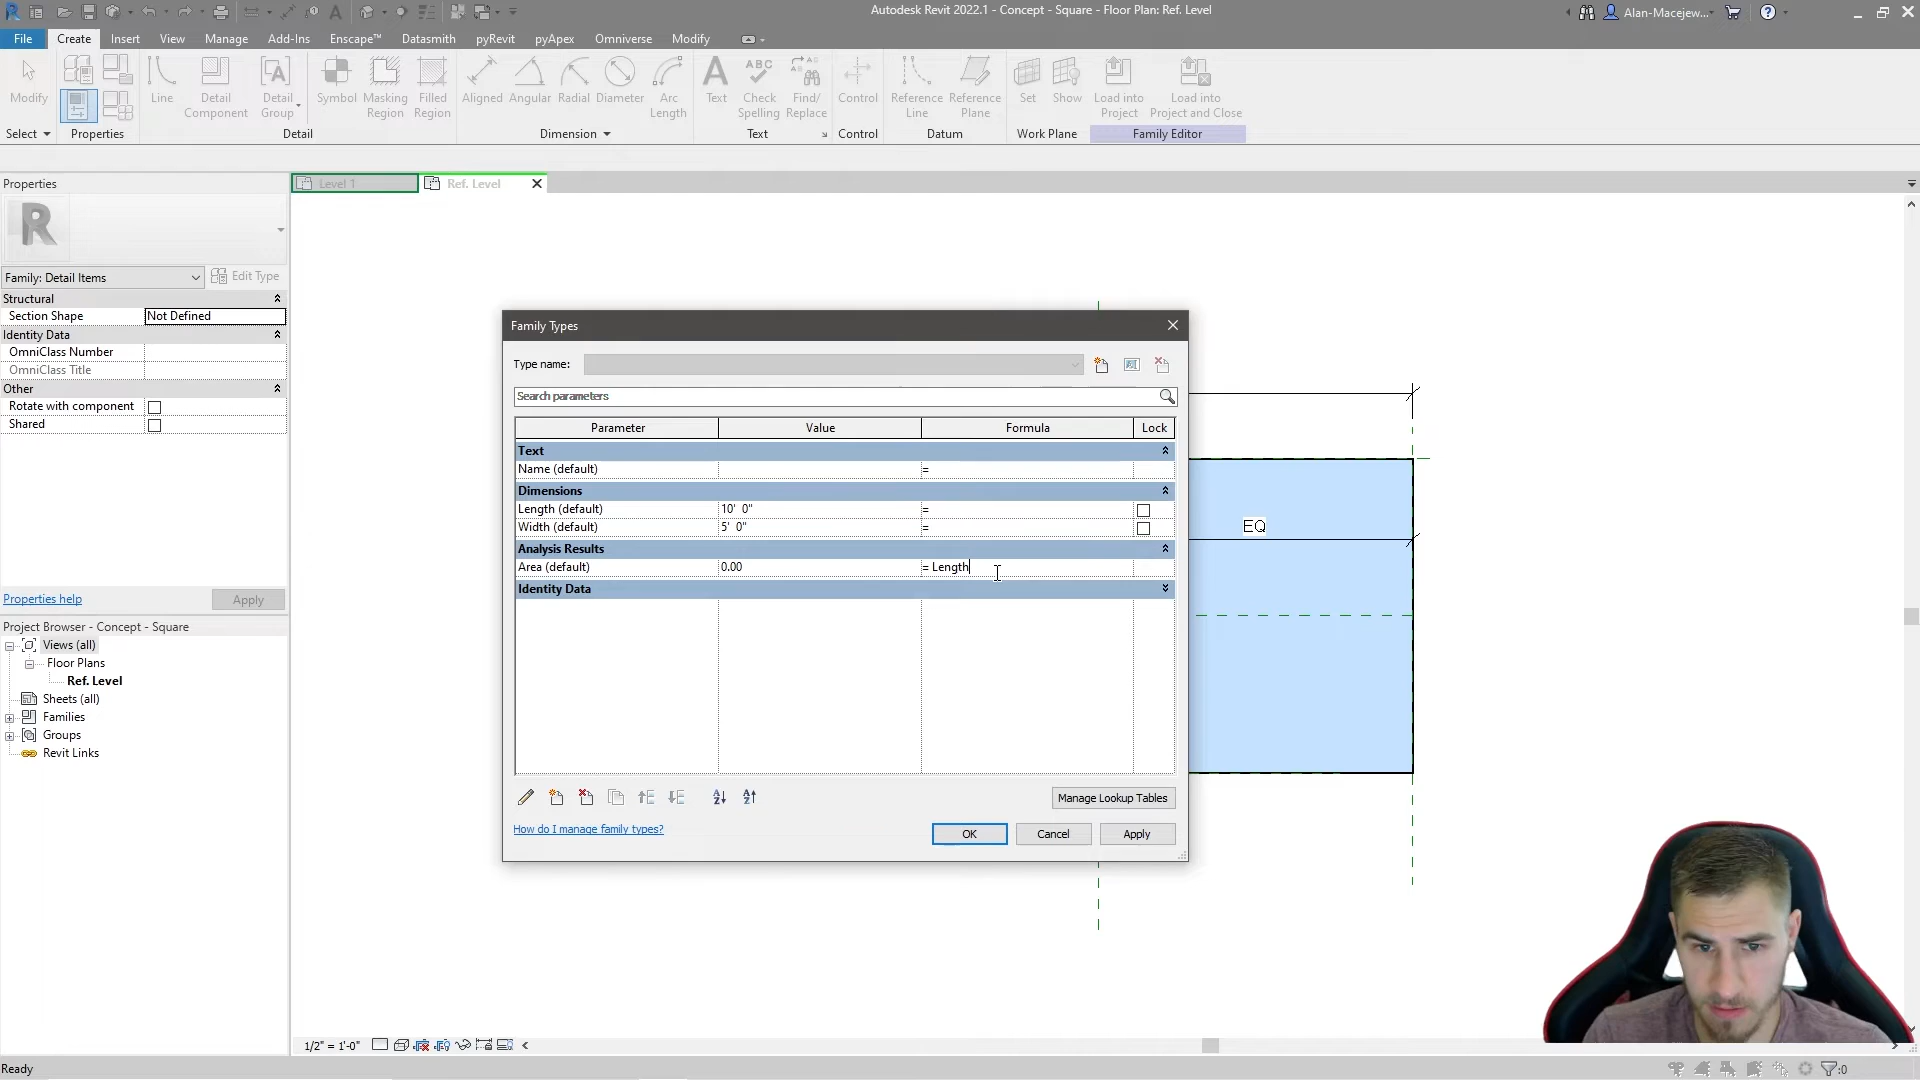 Autodesk Revit 2022.1 - Concept - Square - Floor Plan: Ref. Level
Alan-Macejew...
File Create Insert View Manage Add-Ins Enscape™ Datasmith pyRevit pyApex Omniverse Modify
Modify
Line
Detail Component
Detail Group
Symbol
Masking Region
Filled Region
Aligned
Angular
Radial
Diameter
Arc Length
Text
Check Spelling
Find/ Replace
Control
Reference Line
Reference Plane
Set
Show
Load into Project
Load into Project and Close
Select Properties Detail Dimension Text Control Datum Work Plane Family Editor
Properties
Level 1
Ref. Level
Family: Detail Items
Edit Type
Structural
Section Shape Not Defined
Identity Data
OmniClass Number
OmniClass Title
Other
Rotate with component
Shared
Properties help
Apply
Project Browser - Concept - Square
Views (all)
Floor Plans
Ref. Level
Sheets (all)
Families
Groups
Revit Links
Family Types
Type name:
Search parameters
Parameter Value Formula Lock
Text
Name (default) =
Dimensions
Length (default) 10' 0" =
Width (default) 5' 0" =
Analysis Results
Area (default) 0.00 = Length
Identity Data
Manage Lookup Tables
How do I manage family types?
OK
Cancel
Apply
EQ
1/2" = 1'-0"
Ready
:0